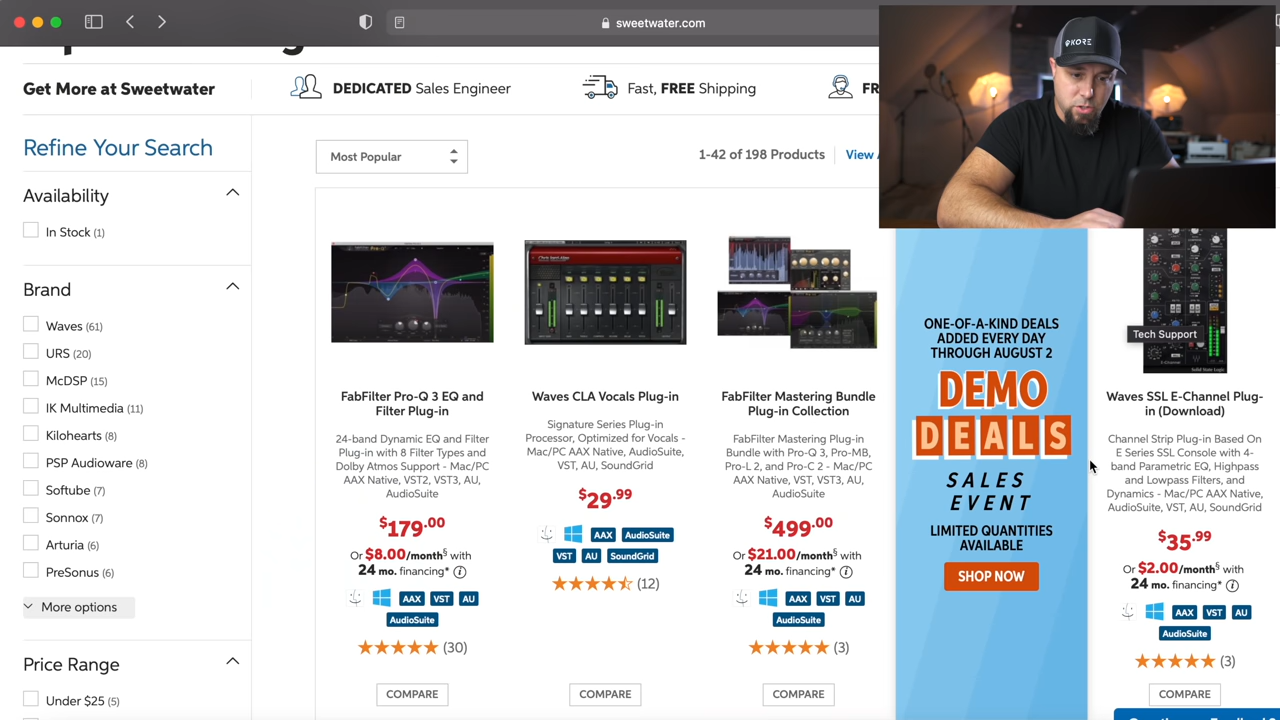 sweetwater.com
KORE
Get More at Sweetwater
DEDICATED Sales Engineer
Fast, FREE Shipping
FR
Refine Your Search
Availability
In Stock (1)
Brand
Waves (61)
URS (20)
McDSP (15)
IK Multimedia (11)
Kilohearts (8)
PSP Audioware (8)
Softube (7)
Sonnox (7)
Arturia (6)
PreSonus (6)
More options
Price Range
Under $25 (5)
Most Popular
1-42 of 198 Products
View
FabFilter Pro-Q 3 EQ and
Filter Plug-in
24-band Dynamic EQ and Filter
Plug-in with 8 Filter Types and
Dolby Atmos Support - Mac/PC
AAX Native, VST2, VST3, AU,
AudioSuite
$179.00
Or $8.00/month§ with
24 mo. financing*
AAX VST AU
AudioSuite
(30)
COMPARE
Waves CLA Vocals Plug-in
Signature Series Plug-in
Processor, Optimized for Vocals -
Mac/PC AAX Native, AudioSuite,
VST, AU, SoundGrid
$29.99
AAX AudioSuite
VST AU SoundGrid
(12)
COMPARE
FabFilter Mastering Bundle
Plug-in Collection
FabFilter Mastering Plug-in
Bundle with Pro-Q 3, Pro-MB,
Pro-L 2, and Pro-C 2 - Mac/PC
AAX Native, VST, VST3, AU,
AudioSuite
$499.00
Or $21.00/month§ with
24 mo. financing*
AAX VST AU
AudioSuite
(3)
COMPARE
ONE-OF-A-KIND DEALS
ADDED EVERY DAY
THROUGH AUGUST 2
DEMO
DEALS
SALES
EVENT
LIMITED QUANTITIES
AVAILABLE
SHOP NOW
Tech Support
Solid State Logic
Waves SSL E-Channel Plug-
in (Download)
Channel Strip Plug-in Based On
E Series SSL Console with 4-
band Parametric EQ, Highpass
and Lowpass Filters, and
Dynamics - Mac/PC AAX Native,
AudioSuite, VST, AU, SoundGrid
$35.99
Or $2.00/month§ with
24 mo. financing*
AAX VST AU
AudioSuite
(3)
COMPARE